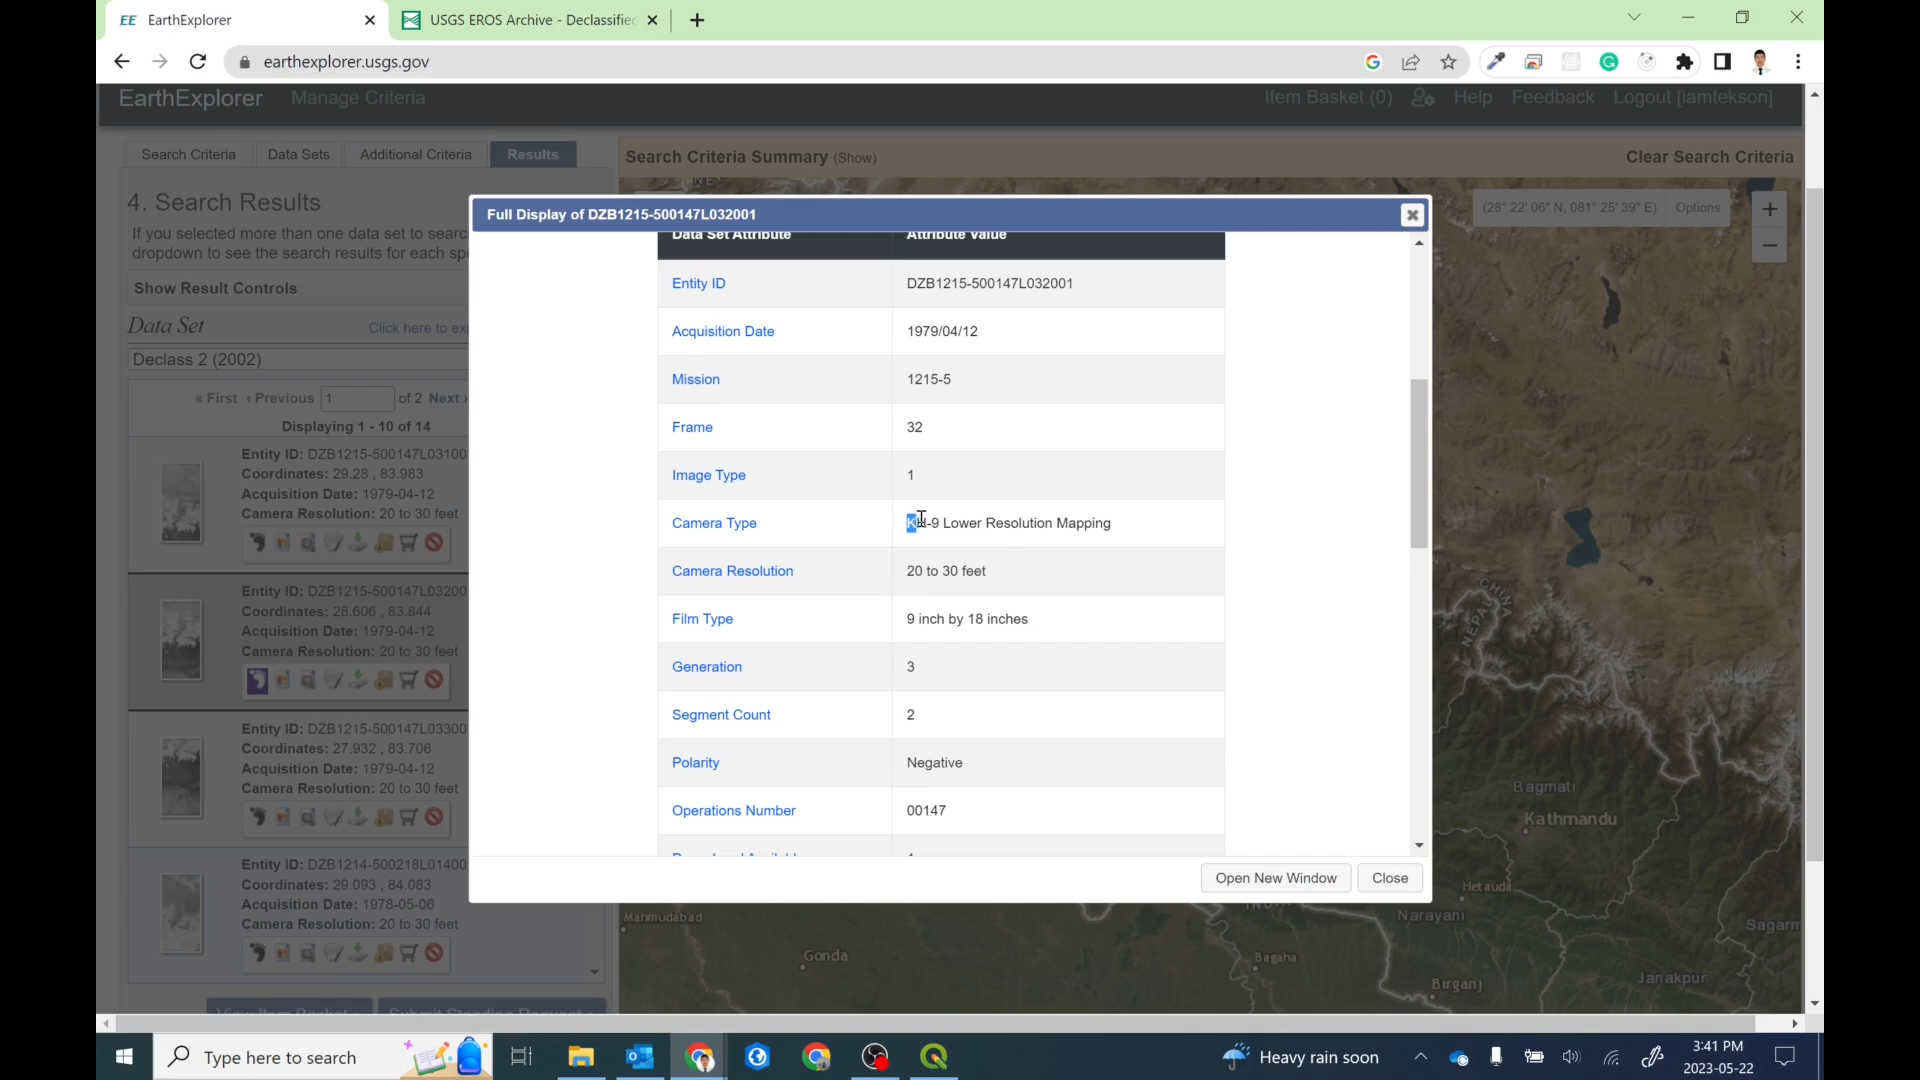 EE EarthExplorer
USGS EROS Archive - Declassified
earthexplorer.usgs.gov
EarthExplorer Manage Criteria
Item Basket (0) Help Feedback Logout [iamtekson]
Search Criteria Data Sets Additional Criteria Results
Search Criteria Summary (Show)
Clear Search Criteria
4. Search Results
If you selected more than one data set to searc
dropdown to see the search results for each spe
Show Result Controls
Data Set
Click here to ex
Declass 2 (2002)
« First ‹ Previous 1 of 2 Next ›
Displaying 1 - 10 of 14
Entity ID: DZB1215-500147L03100
Coordinates: 29.28 , 83.983
Acquisition Date: 1979-04-12
Camera Resolution: 20 to 30 feet
Entity ID: DZB1215-500147L03200
Coordinates: 28.606 , 83.844
Acquisition Date: 1979-04-12
Camera Resolution: 20 to 30 feet
Entity ID: DZB1215-500147L03300
Coordinates: 27.932 , 83.706
Acquisition Date: 1979-04-12
Camera Resolution: 20 to 30 feet
Entity ID: DZB1214-500218L01400
Coordinates: 29.093 , 84.083
Acquisition Date: 1978-05-06
Camera Resolution: 20 to 30 feet
View Item Basket »
Submit Standing Request »
Full Display of DZB1215-500147L032001
Data Set Attribute Attribute Value
Entity ID DZB1215-500147L032001
Acquisition Date 1979/04/12
Mission 1215-5
Frame 32
Image Type 1
Camera Type KH-9 Lower Resolution Mapping
Camera Resolution 20 to 30 feet
Film Type 9 inch by 18 inches
Generation 3
Segment Count 2
Polarity Negative
Operations Number 00147
Open New Window
Close
(28° 22' 06" N, 081° 25' 39" E) Options
+
−
CHINA
NEPAL
Bagmati
Kathmandu
Hetauda
Narayani
Sagarm
Mahmudabad
Gonda
Bagaha
Birganj
Janakpur
Type here to search
Heavy rain soon
3:41 PM
2023-05-22